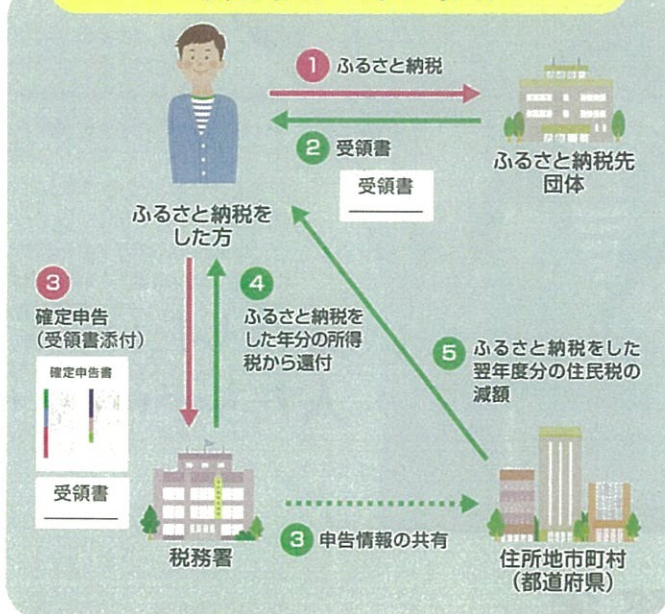 1 ふるさと納税
2 受領書
受領書
ふるさと納税先
団体
ふるさと納税を
した方
3
確定申告
(受領書添付)
確定申告書
受領書
4
ふるさと納税を
した年分の所得
税から還付
5 ふるさと納税をした
翌年度分の住民税の
減額
税務署
3 申告情報の共有
住所地市町村
(都道府県)